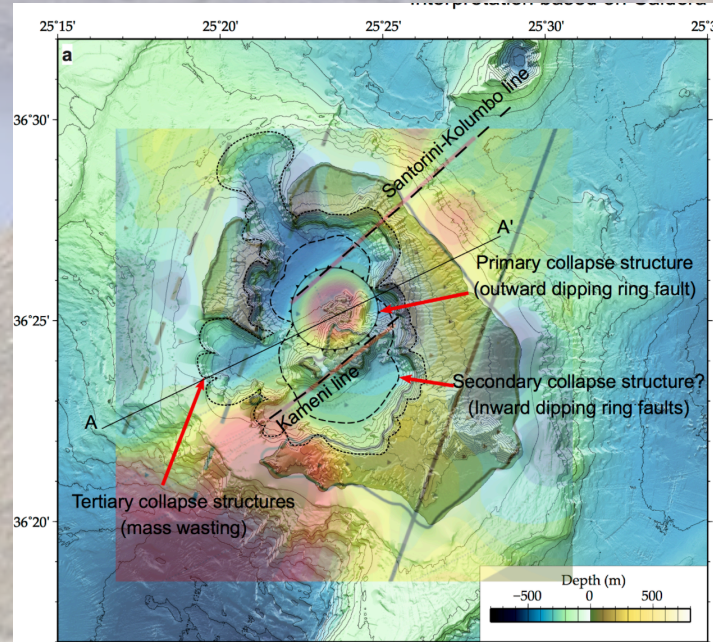 25°15'
25°20'
25°25'
25°30'
a
36°30'
Santorini-Kolumbo line
A'
Primary collapse structure
(outward dipping ring fault)
36°25'
Secondary collapse structure?
(Inward dipping ring faults)
Kameni line
A
Tertiary collapse structures
(mass wasting)
36°20'
Depth (m)
−500 0 500